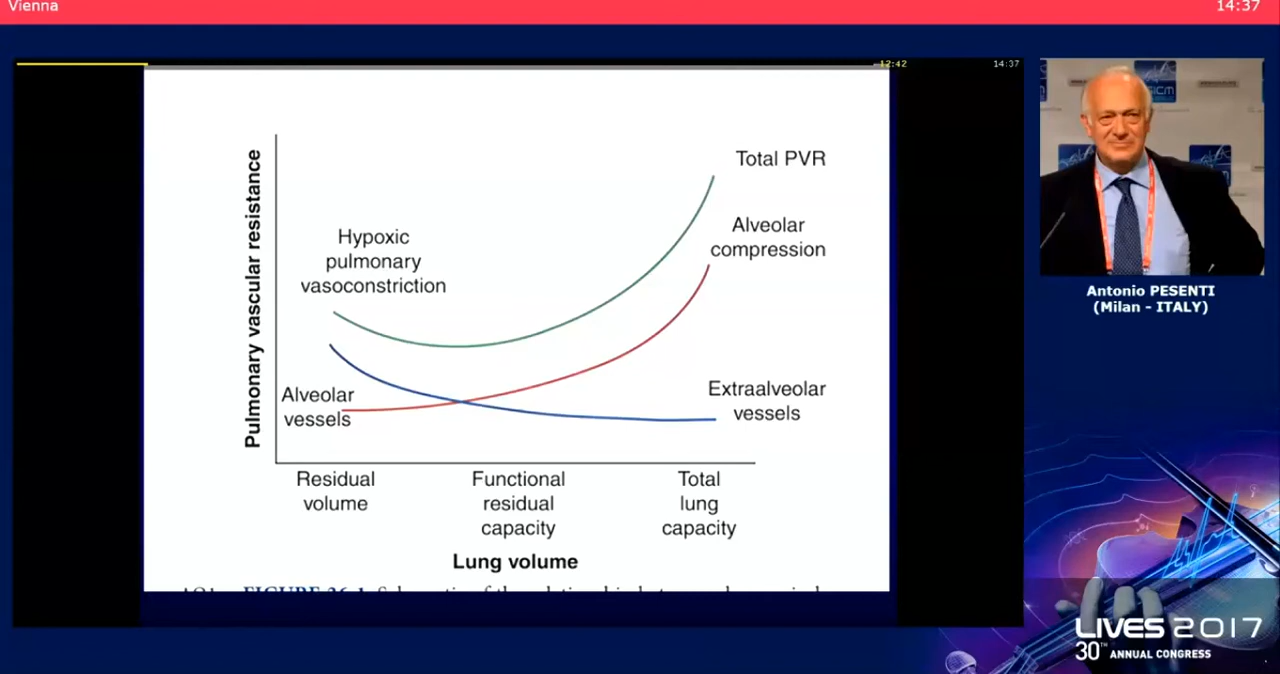 Vienna
14:37
-12:42
14:37
Pulmonary vascular resistance
Total PVR
Alveolar
compression
Hypoxic
pulmonary
vasoconstriction
Alveolar
vessels
Extraalveolar
vessels
Residual
volume
Functional
residual
capacity
Total
lung
capacity
Lung volume
Antonio PESENTI
(Milan - ITALY)
LIVES 2017
30TH ANNUAL CONGRESS